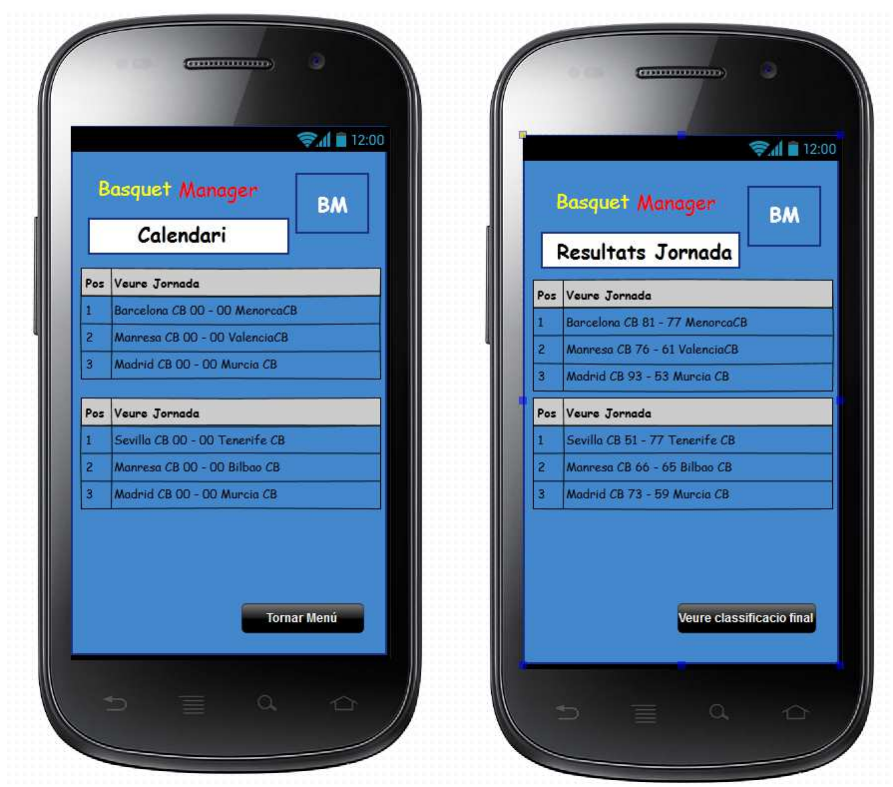 12:00
Basquet Manager
BM
Calendari
Pos Veure Jornada
1 Barcelona CB 00 - 00 MenorcaCB
2 Manresa CB 00 - 00 ValenciaCB
3 Madrid CB 00 - 00 Murcia CB
Pos Veure Jornada
1 Sevilla CB 00 - 00 Tenerife CB
2 Manresa CB 00 - 00 Bilbao CB
3 Madrid CB 00 - 00 Murcia CB
Tornar Menú
12:00
Basquet Manager
BM
Resultats Jornada
Pos Veure Jornada
1 Barcelona CB 81 - 77 MenorcaCB
2 Manresa CB 76 - 61 ValenciaCB
3 Madrid CB 93 - 53 Murcia CB
Pos Veure Jornada
1 Sevilla CB 51 - 77 Tenerife CB
2 Manresa CB 66 - 65 Bilbao CB
3 Madrid CB 73 - 59 Murcia CB
Veure classificacio final